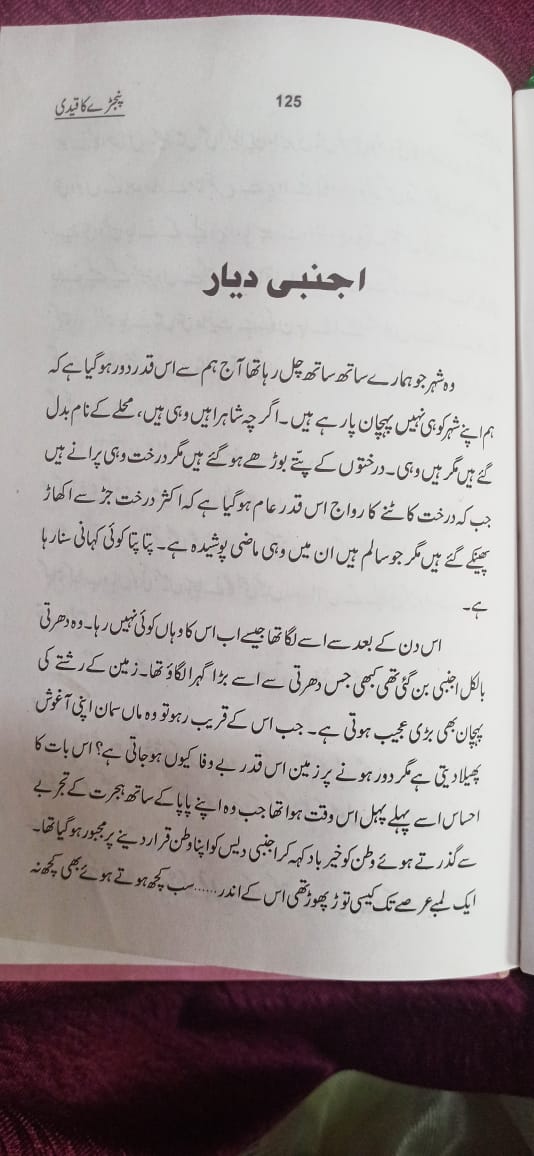 پنجڑے کا قیدی
125
اجنبی دیار
وہ شہر جو ہمارے ساتھ ساتھ چل رہا تھا آج ہم سے اس قدر دور ہو گیا ہے کہ
ہم اپنے شہر کو ہی نہیں پہچان پا رہے ہیں۔ اگر چہ شاہراہیں وہی ہیں، محلے کے نام بدل
گئے ہیں مگر ہیں وہی۔ درختوں کے پتّے بوڑھے ہو گئے ہیں مگر درخت وہی پرانے ہیں
جب کہ درخت کاٹنے کا رواج اس قدر عام ہو گیا ہے کہ اکثر درخت جڑ سے اکھاڑ
پھینکے گئے ہیں مگر جو سالم ہیں ان میں وہی ماضی پوشیدہ ہے۔ پتا پتا کوئی کہانی سنا رہا
ہے۔
اس دن کے بعد سے اسے لگا تھا جیسے اب اس کا وہاں کوئی نہیں رہا۔ وہ دھرتی
بالکل اجنبی بن گئی تھی کبھی جس دھرتی سے اسے بڑا گہرا لگاؤ تھا۔ زمین کے رشتے کی
پہچان بھی بڑی عجیب ہوتی ہے۔ جب اس کے قریب رہو تو وہ ماں سمان اپنی آغوش
پھیلا دیتی ہے مگر دور ہونے پر زمین اس قدر بے وفا کیوں ہو جاتی ہے؟ اس بات کا
احساس اسے پہلے پہل اس وقت ہوا تھا جب وہ اپنے پاپا کے ساتھ ہجرت کے تجربے
سے گذرتے ہوئے وطن کو خیر باد کہہ کر اجنبی دیس کو اپنا وطن قرار دینے پر مجبور ہو گیا تھا۔
ایک لمبے عرصے تک کیسی توڑ پھوڑ تھی اس کے اندر......سب کچھ ہوتے ہوئے بھی کچھ نہ